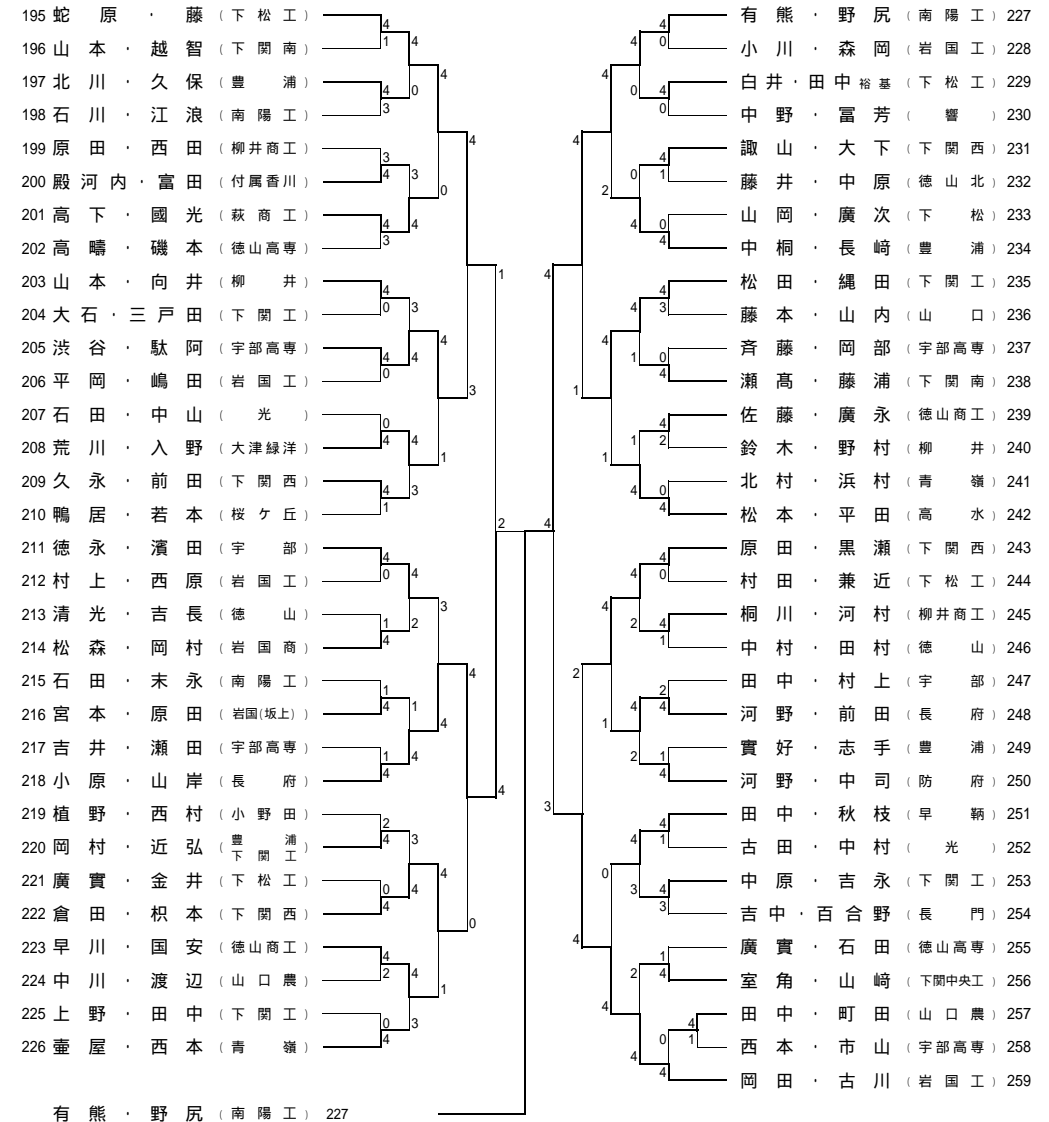 195 蛇原・藤 (下松工)
196 山本・越智 (下関南)
197 北川・久保 (豊浦)
198 石川・江浪 (南陽工)
199 原田・西田 (柳井商工)
200 殿河内・富田 (付属香川)
201 高下・國光 (萩商工)
202 高疇・磯本 (徳山高専)
203 山本・向井 (柳井)
204 大石・三戸田 (下関工)
205 渋谷・駄阿 (宇部高専)
206 平岡・嶋田 (岩国工)
207 石田・中山 (光)
208 荒川・入野 (大津緑洋)
209 久永・前田 (下関西)
210 鴨居・若本 (桜ケ丘)
211 徳永・濱田 (宇部)
212 村上・西原 (岩国工)
213 清光・吉長 (徳山)
214 松森・岡村 (岩国商)
215 石田・末永 (南陽工)
216 宮本・原田 (岩国(坂上))
217 吉井・瀬田 (宇部高専)
218 小原・山岸 (長府)
219 植野・西村 (小野田)
220 岡村・近弘 (豊浦 下関工)
221 廣實・金井 (下松工)
222 倉田・枳本 (下関西)
223 早川・国安 (徳山商工)
224 中川・渡辺 (山口農)
225 上野・田中 (下関工)
226 壷屋・西本 (青嶺)
有熊・野尻 (南陽工) 227
有熊・野尻 (南陽工) 227
小川・森岡 (岩国工) 228
白井・田中裕基 (下松工) 229
中野・冨芳 (響) 230
諏山・大下 (下関西) 231
藤井・中原 (徳山北) 232
山岡・廣次 (下松) 233
中桐・長﨑 (豊浦) 234
松田・縄田 (下関工) 235
藤本・山内 (山口) 236
斉藤・岡部 (宇部高専) 237
瀬髙・藤浦 (下関南) 238
佐藤・廣永 (徳山商工) 239
鈴木・野村 (柳井) 240
北村・浜村 (青嶺) 241
松本・平田 (高水) 242
原田・黒瀬 (下関西) 243
村田・兼近 (下松工) 244
桐川・河村 (柳井商工) 245
中村・田村 (徳山) 246
田中・村上 (宇部) 247
河野・前田 (長府) 248
實好・志手 (豊浦) 249
河野・中司 (防府) 250
田中・秋枝 (早鞆) 251
古田・中村 (光) 252
中原・吉永 (下関工) 253
吉中・百合野 (長門) 254
廣實・石田 (徳山高専) 255
室角・山﨑 (下関中央工) 256
田中・町田 (山口農) 257
西本・市山 (宇部高専) 258
岡田・古川 (岩国工) 259